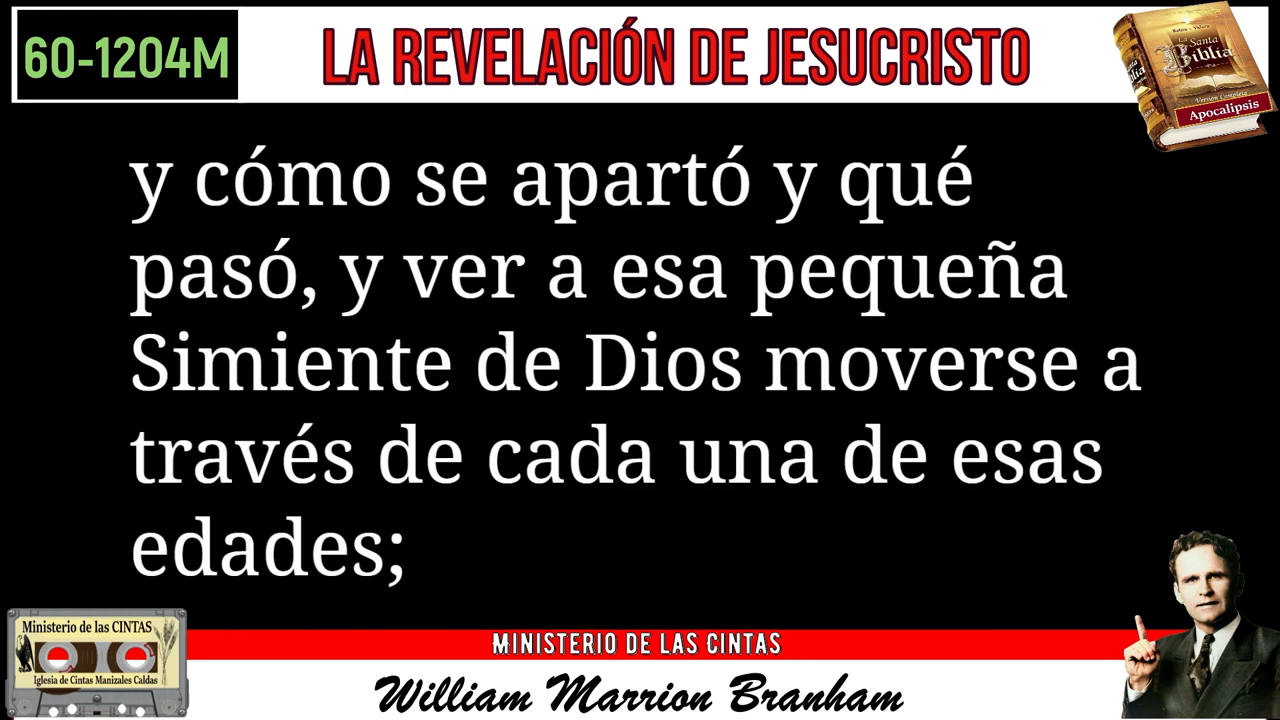 60-1204M
LA REVELACIÓN DE JESUCRISTO
La Santa
Biblia
Versión Completa
Apocalipsis
y cómo se apartó y qué
pasó, y ver a esa pequeña
Simiente de Dios moverse a
través de cada una de esas
edades;
Ministerio de las CINTAS
Iglesia de Cintas Manizales Caldas
MINISTERIO DE LAS CINTAS
William Marrion Branham